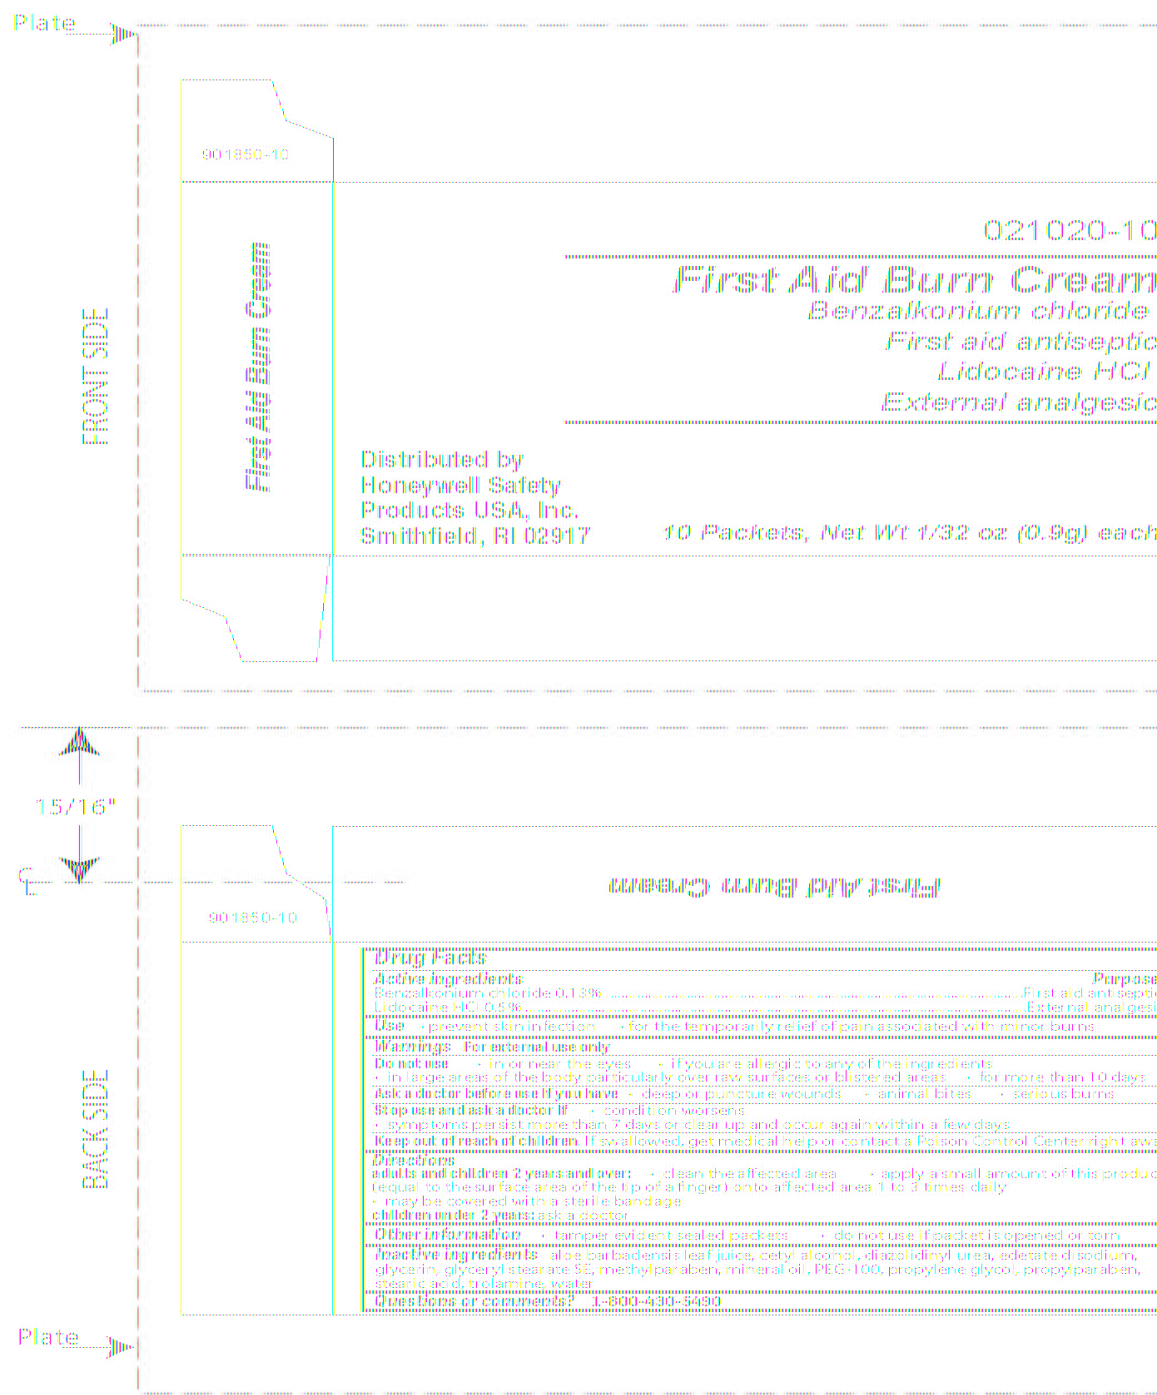 Plate
901850-10
021020-10
First Aid Burn Cream
Benzalkonium chloride
First aid antiseptic
Lidocaine HCl
External analgesic
First Aid Burn Cream
FRONT SIDE
Distributed by
Honeywell Safety
Products USA, Inc.
Smithfield, RI 02917
10 Packets, Net Wt 1/32 oz (0.9g) each
15/16"
CL
First Aid Burn Cream
901850-10
BACK SIDE
Drug Facts
Active ingredients Purpose
Benzalkonium chloride 0.13% ........ First aid antiseptic
Lidocaine HCl 0.5% ........ External analgesi
Use • prevent skin infection • for the temporarily relief of pain associated with minor burns
Warnings For external use only
Do not use • in or near the eyes • if you are allergic to any of the ingredients
• in large areas of the body particularly over raw surfaces or blistered areas • for more than 10 days
Ask a doctor before use if you have • deep or puncture wounds • animal bites • serious burns
Stop use and ask a doctor if • condition worsens
• symptoms persist more than 7 days or clear up and occur again within a few days
Keep out of reach of children. If swallowed, get medical help or contact a Poison Control Center right awa
Directions
adults and children 2 years and over: • clean the affected area • apply a small amount of this produc
(equal to the surface area of the tip of a finger) onto affected area 1 to 3 times daily
• may be covered with a sterile bandage
children under 2 years: ask a doctor
Other information • tamper evident sealed packets • do not use if packet is opened or torn
Inactive ingredients aloe barbadensis leaf juice, cetyl alcohol, diazolidinyl urea, edetate disodium,
glycerin, glyceryl stearate SE, methylparaben, mineral oil, PEG-100, propylene glycol, propylparaben,
stearic acid, trolamine, water
Questions or comments? 1-800-430-5490
Plate